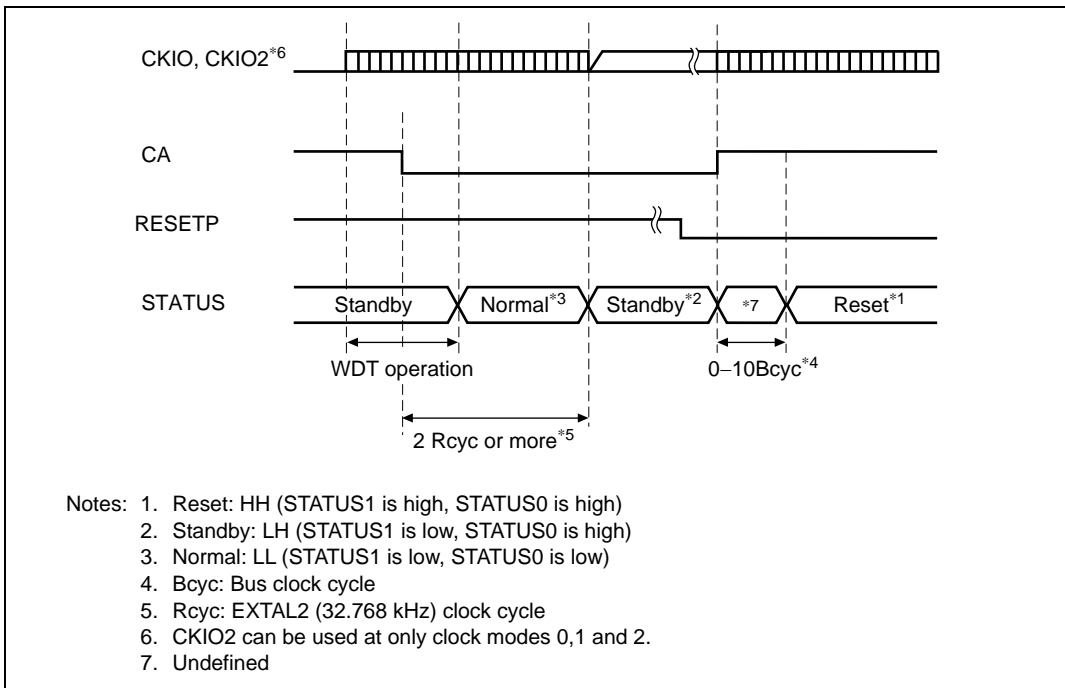 CKIO, CKIO2*6
CA
RESETP
STATUS
Standby
Normal*3
Standby*2
*7
Reset*1
WDT operation
0–10Bcyc*4
2 Rcyc or more*5
Notes: 1. Reset: HH (STATUS1 is high, STATUS0 is high)
2. Standby: LH (STATUS1 is low, STATUS0 is high)
3. Normal: LL (STATUS1 is low, STATUS0 is low)
4. Bcyc: Bus clock cycle
5. Rcyc: EXTAL2 (32.768 kHz) clock cycle
6. CKIO2 can be used at only clock modes 0,1 and 2.
7. Undefined